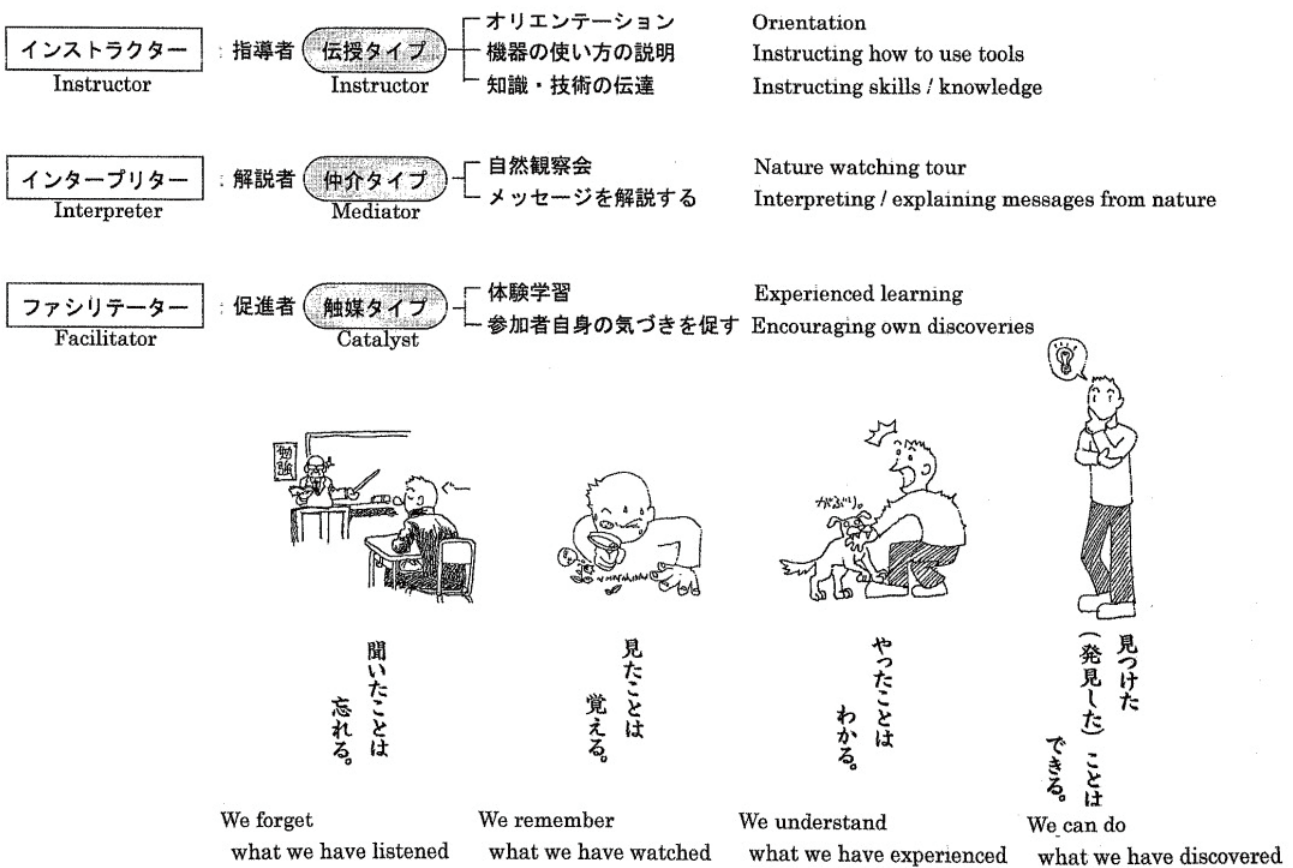 インストラクター : 指導者 伝授タイプ オリエンテーション Orientation
機器の使い方の説明 Instructing how to use tools
Instructor Instructor 知識・技術の伝達 Instructing skills / knowledge
インタープリター : 解説者 仲介タイプ 自然観察会 Nature watching tour
Interpreter Mediator メッセージを解説する Interpreting / explaining messages from nature
ファシリテーター : 促進者 触媒タイプ 体験学習 Experienced learning
Facilitator Catalyst 参加者自身の気づきを促す Encouraging own discoveries
勉強
ぐー
がぶり。
聞いたことは
忘れる。
見たことは
覚える。
やったことは
わかる。
見つけた
(発見した)ことは
できる。
We forget
what we have listened
We remember
what we have watched
We understand
what we have experienced
We can do
what we have discovered